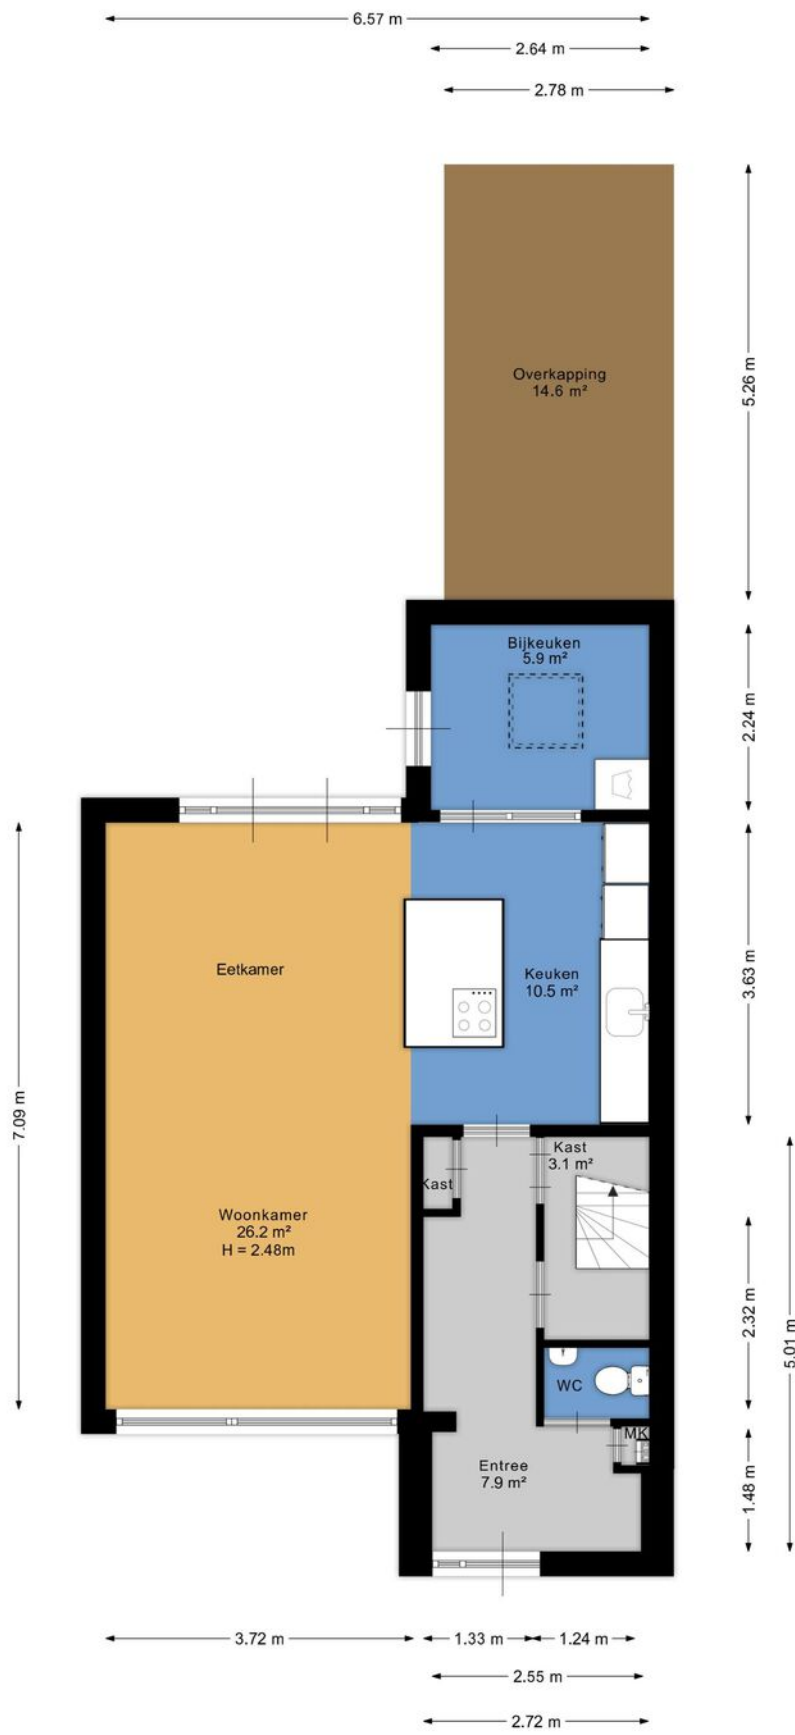 6.57 m
2.64 m
2.78 m
Overkapping
14.6 m²
5.26 m
Bijkeuken
5.9 m²
2.24 m
Eetkamer
Keuken
10.5 m²
3.63 m
7.09 m
Kast
3.1 m²
Kast
Woonkamer
26.2 m²
H = 2.48m
2.32 m
5.01 m
WC
MK
Entree
7.9 m²
1.48 m
3.72 m
1.33 m
1.24 m
2.55 m
2.72 m